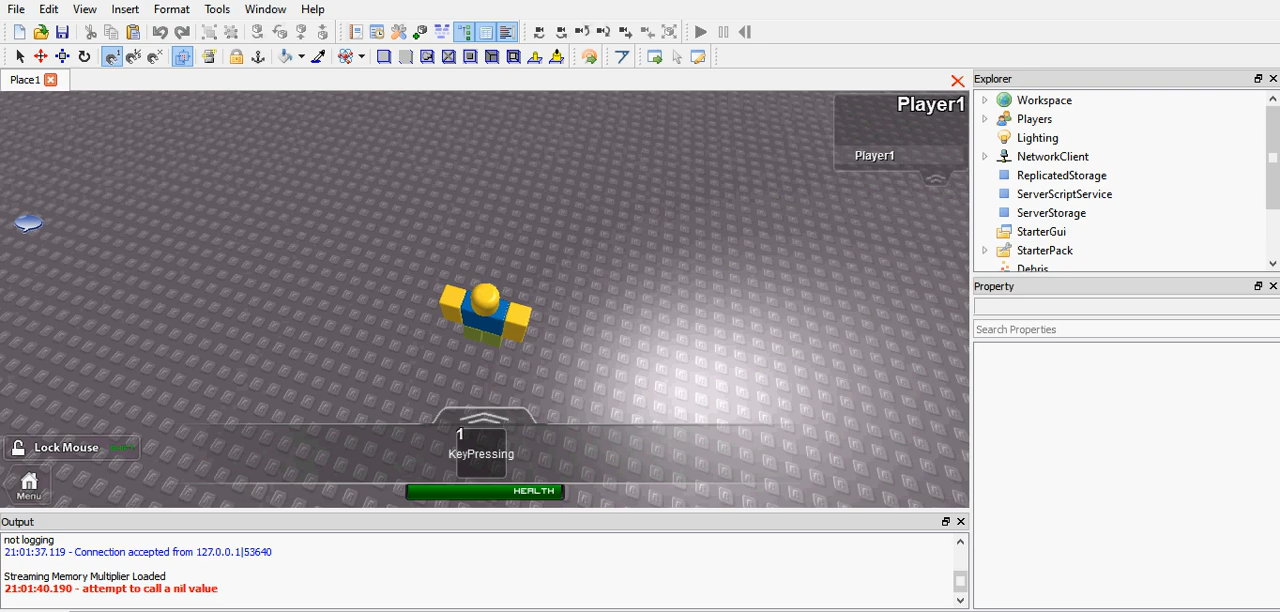 File Edit View Insert Format Tools Window Help
Place1
Player1
Player1
Lock Mouse
Menu
1
KeyPressing
HEALTH
Output
not logging
21:01:37.119 - Connection accepted from 127.0.0.1|53640
Streaming Memory Multiplier Loaded
21:01:40.190 - attempt to call a nil value
Explorer
Workspace
Players
Lighting
NetworkClient
ReplicatedStorage
ServerScriptService
ServerStorage
StarterGui
StarterPack
Debris
Property
Search Properties